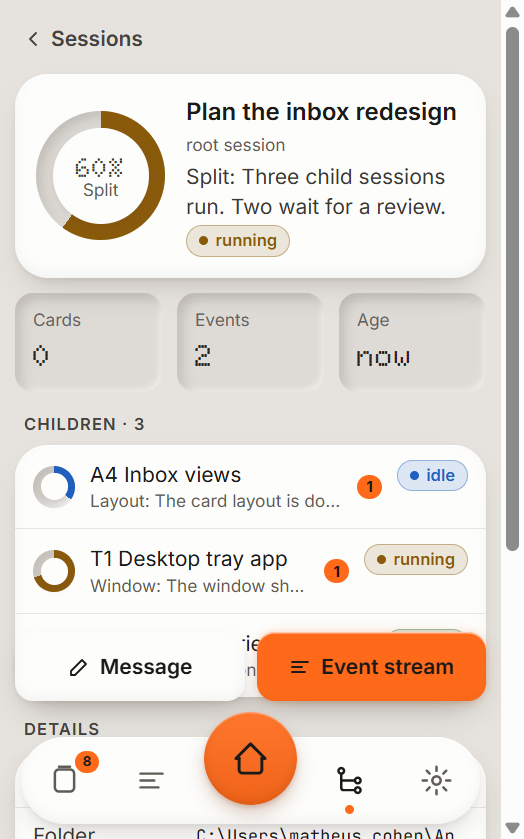 Sessions
Plan the inbox redesign
root session
60%
Split
Split: Three child sessions
run. Two wait for a review.
running
Cards
Events
Age
0
2
now
CHILDREN · 3
A4 Inbox views
1
idle
Layout: The card layout is do...
T1 Desktop tray app
1
running
Window: The window sh...
Message
Event stream
DETAILS
8
Folder
C:\Users\matheus.cohen\Ap